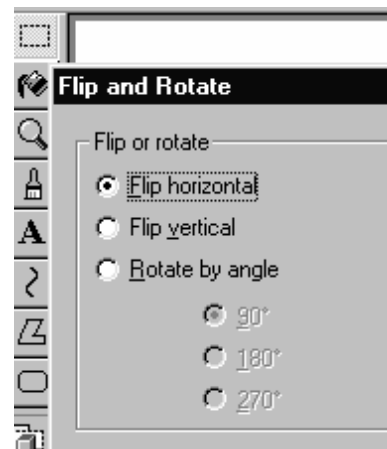 Flip and Rotate
Flip or rotate
Flip horizontal
Flip vertical
Rotate by angle
90°
180°
270°
A